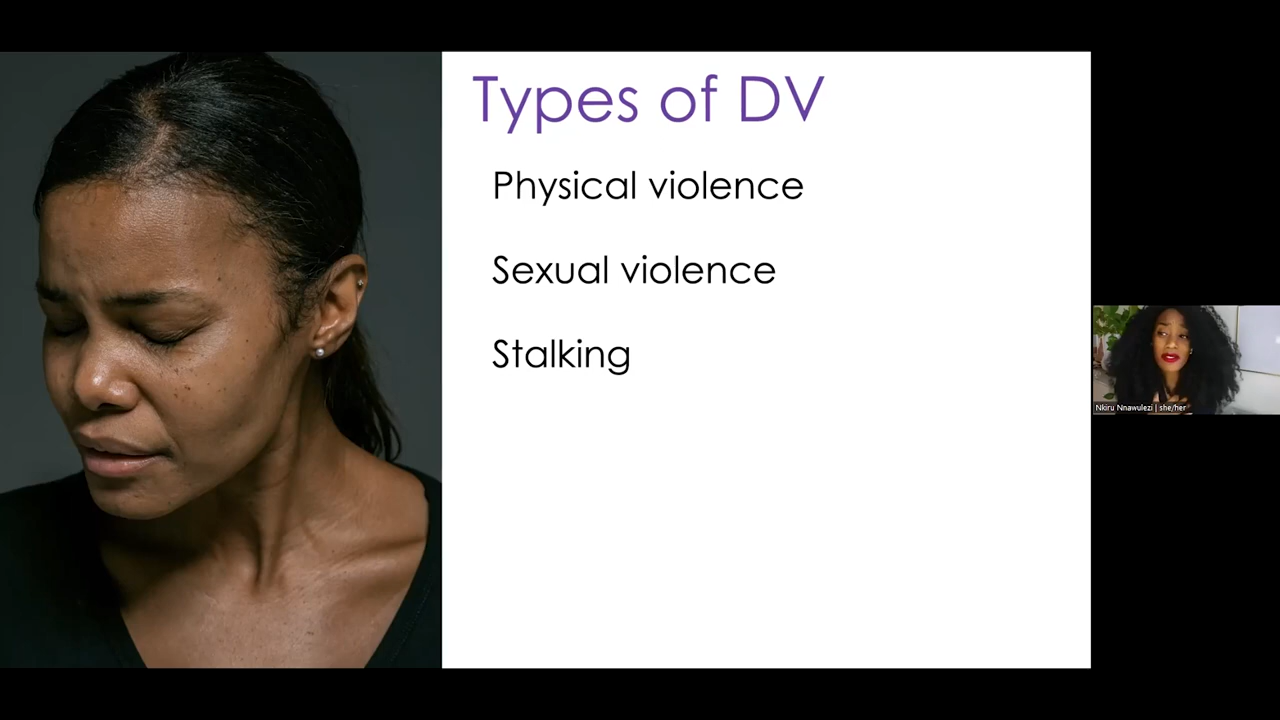 Types of DV
Physical violence
Sexual violence
Stalking
Nkiru Nnawulezi | she/her